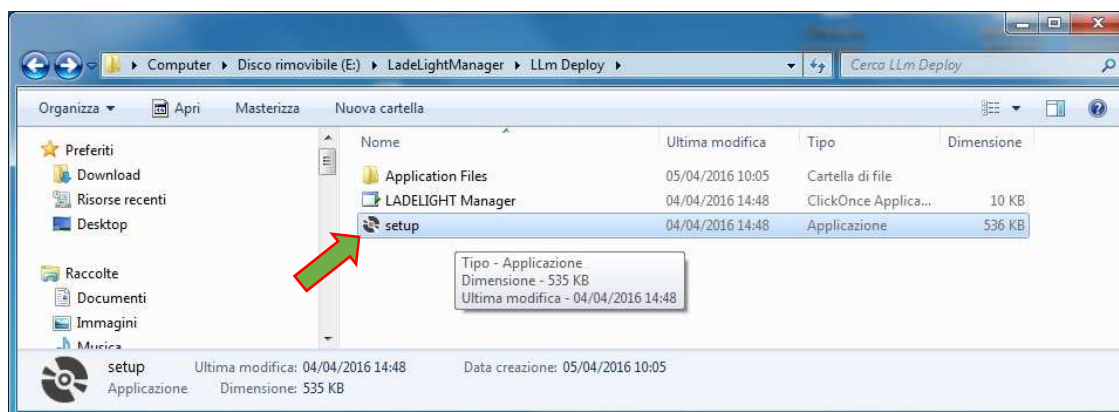 Computer ▸ Disco rimovibile (E:) ▸ LadeLightManager ▸ LLm Deploy ▸
Cerca LLm Deploy
Organizza Apri Masterizza Nuova cartella
Preferiti
Download
Risorse recenti
Desktop
Raccolte
Documenti
Immagini
Musica
Nome Ultima modifica Tipo Dimensione
Application Files 05/04/2016 10:05 Cartella di file
LADELIGHT Manager 04/04/2016 14:48 ClickOnce Applica... 10 KB
setup 04/04/2016 14:48 Applicazione 536 KB
Tipo - Applicazione
Dimensione - 535 KB
Ultima modifica - 04/04/2016 14:48
setup Ultima modifica: 04/04/2016 14:48 Data creazione: 05/04/2016 10:05
Applicazione Dimensione: 535 KB